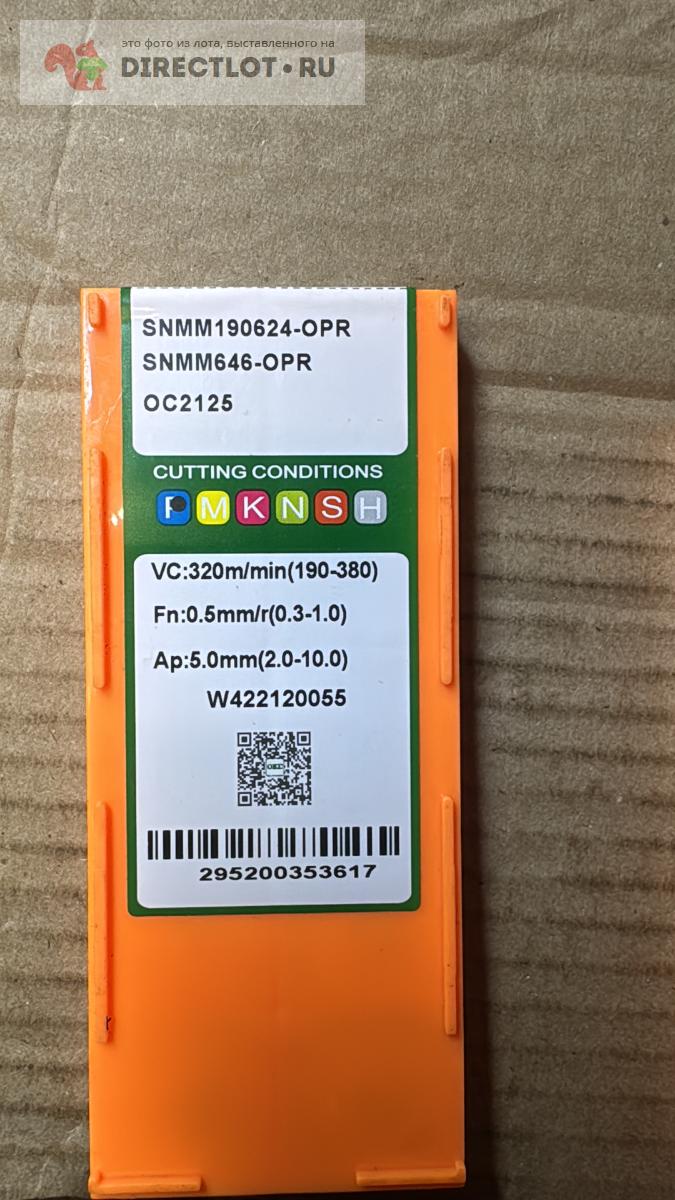 это фото из лота, выставленного на
DIRECTLOT•RU
SNMM190624-OPR
SNMM646-OPR
OC2125
CUTTING CONDITIONS
P M K N S H
VC:320m/min(190-380)
Fn:0.5mm/r(0.3-1.0)
Ap:5.0mm(2.0-10.0)
W422120055
295200353617